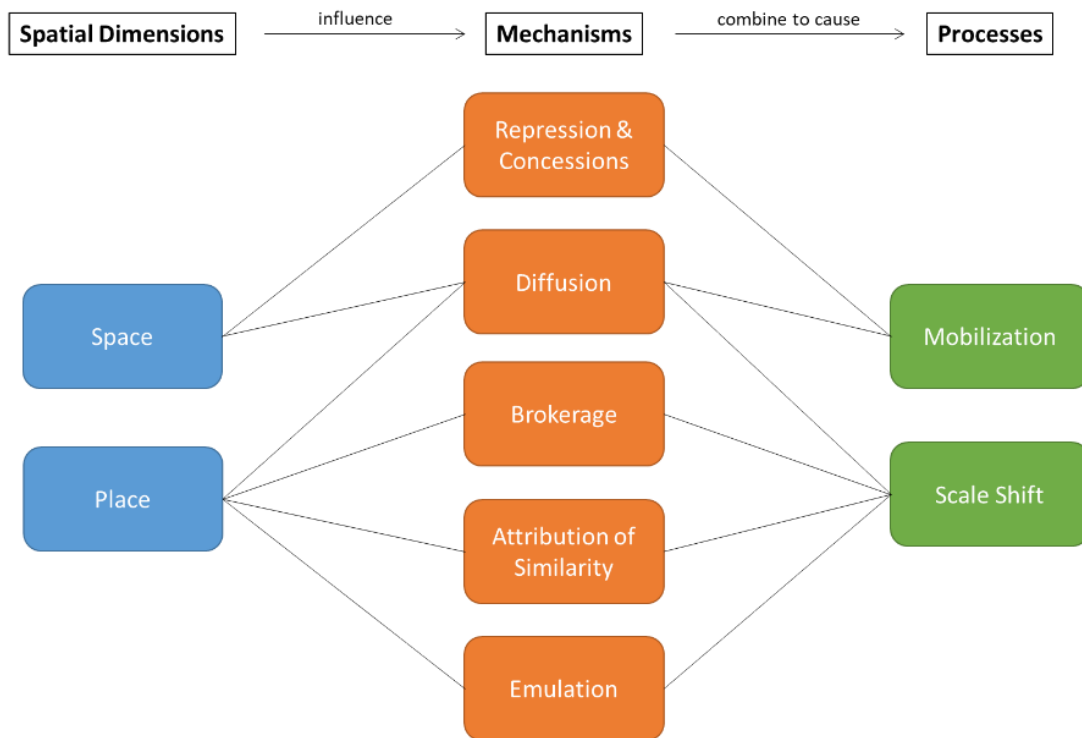 influence
combine to cause
Spatial Dimensions
Mechanisms
Processes
Repression &
Concessions
Diffusion
Space
Mobilization
Brokerage
Place
Scale Shift
Attribution of
Similarity
Emulation